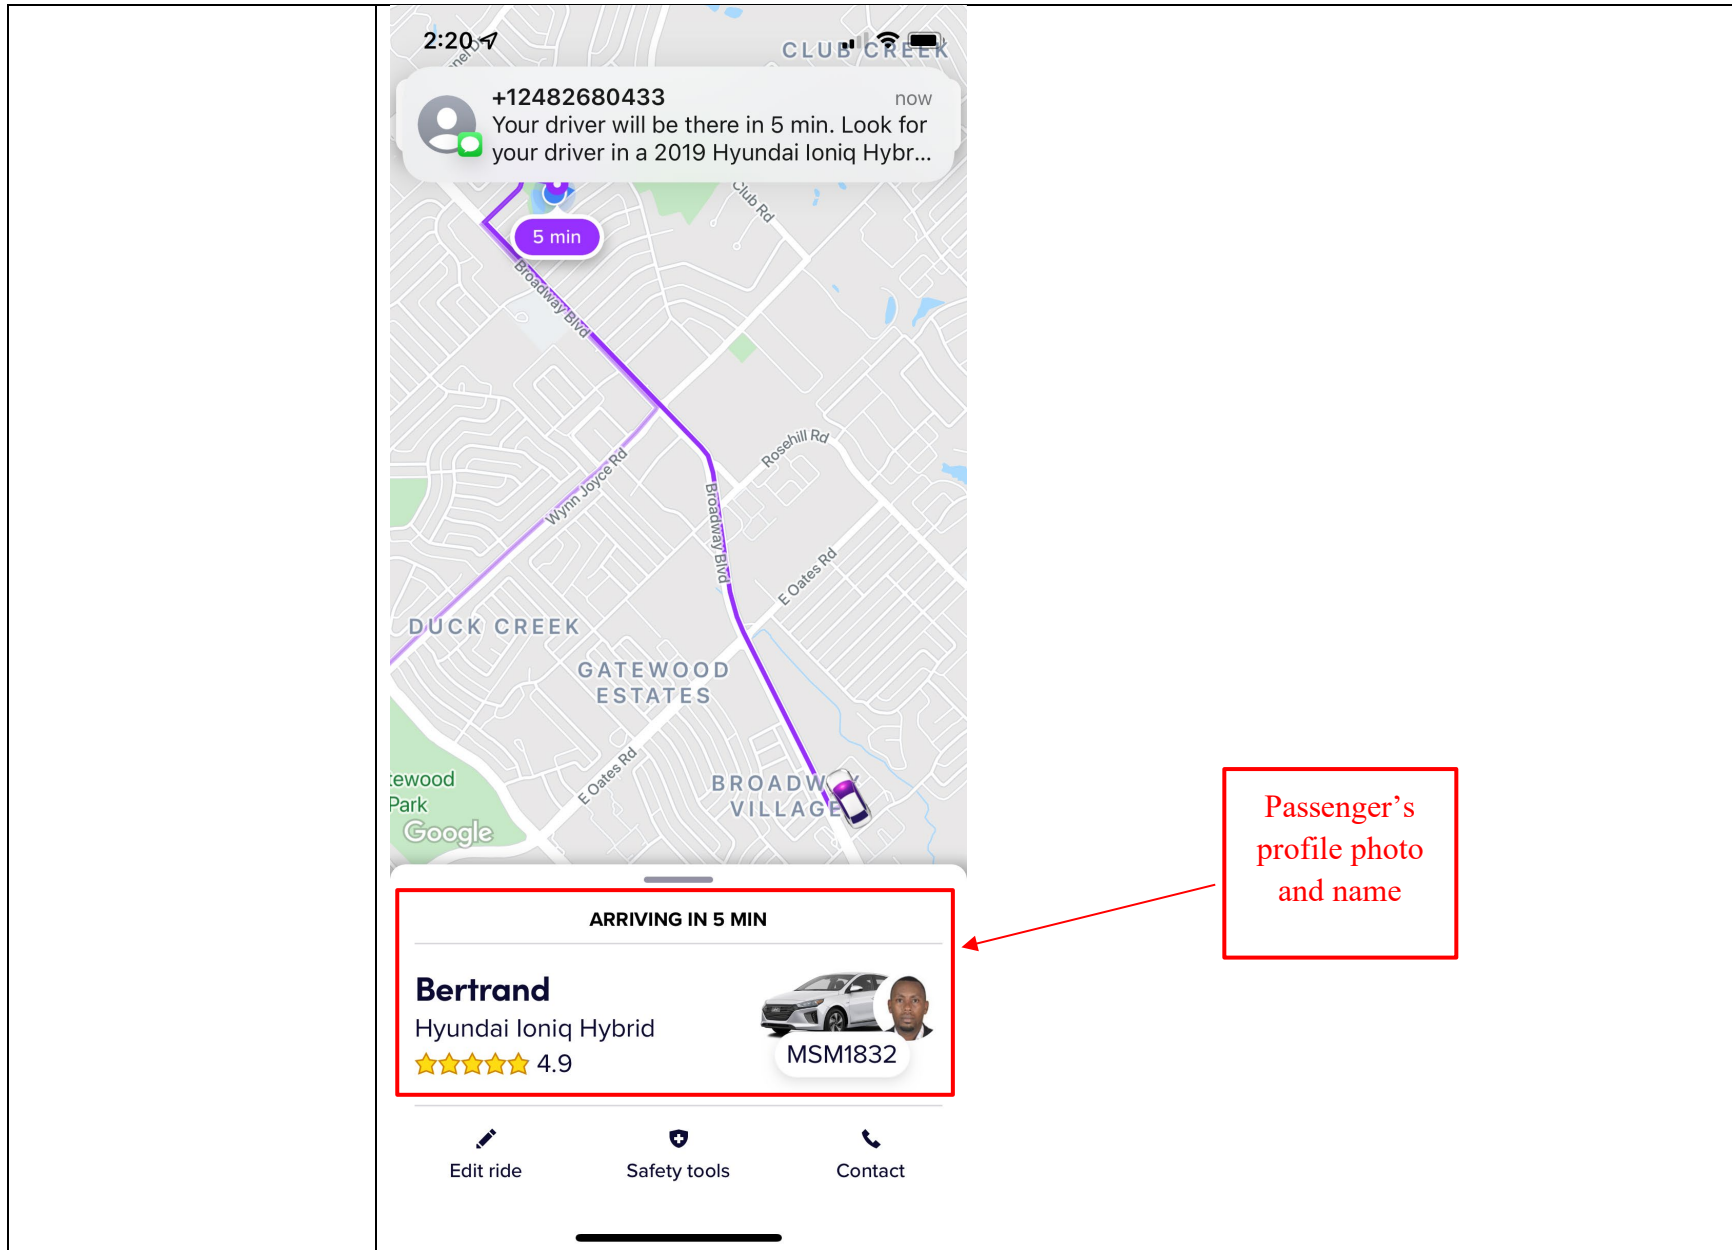 2:20
CLUB CREEK
+12482680433
now
Your driver will be there in 5 min. Look for
your driver in a 2019 Hyundai Ioniq Hybr...
Club Rd
5 min
Broadway Blvd
Rosehill Rd
Wynn Joyce Rd
Broadway Blvd
E Oates Rd
DUCK CREEK
GATEWOOD
ESTATES
E Oates Rd
BROADW
VILLAGE
ewood
Park
Google
Passenger’s
profile photo
and name
ARRIVING IN 5 MIN
Bertrand
Hyundai Ioniq Hybrid
4.9
MSM1832
Edit ride
Safety tools
Contact